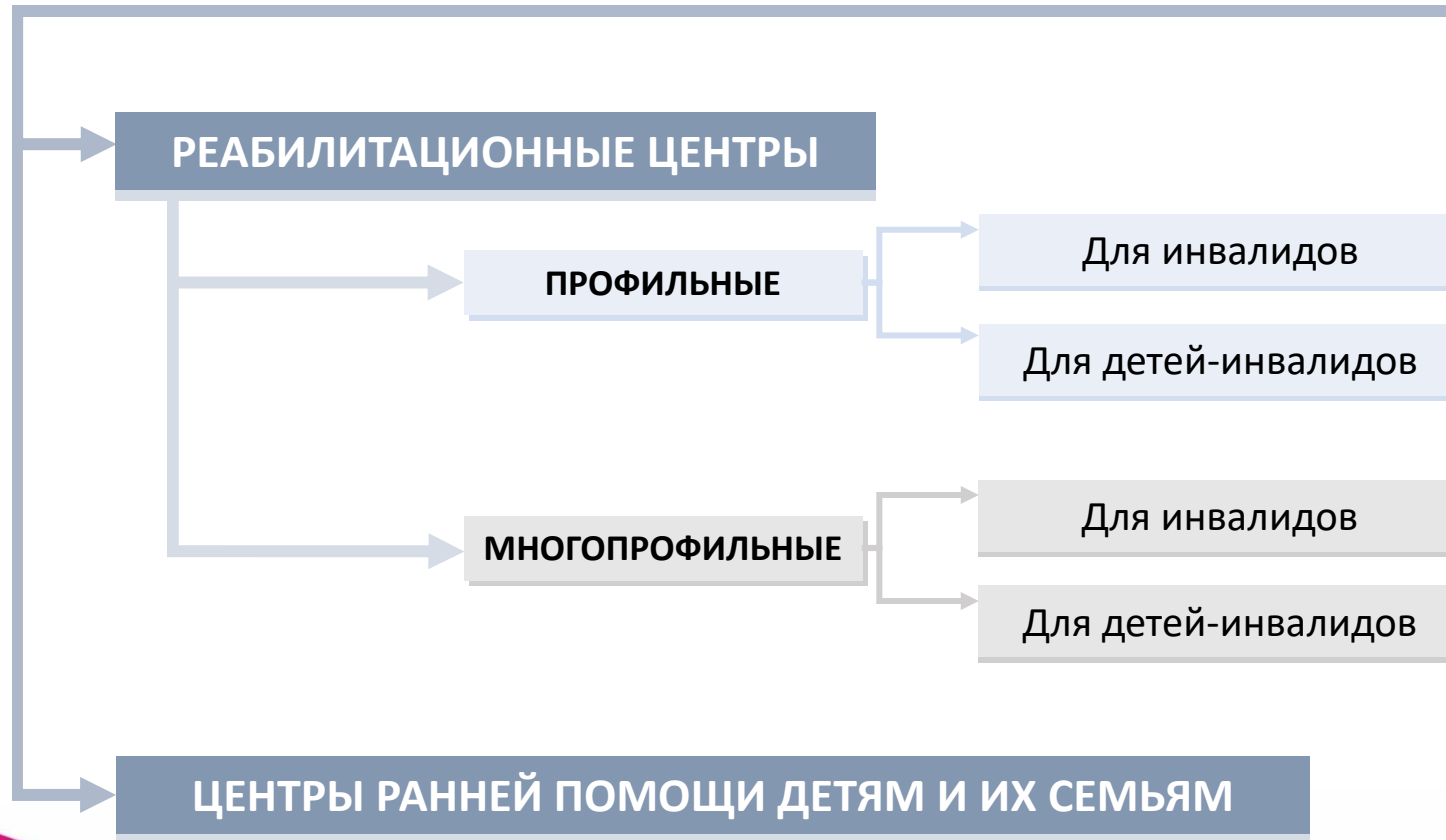 РЕАБИЛИТАЦИОННЫЕ ЦЕНТРЫ
ПРОФИЛЬНЫЕ
Для инвалидов
Для детей-инвалидов
МНОГОПРОФИЛЬНЫЕ
Для инвалидов
Для детей-инвалидов
ЦЕНТРЫ РАННЕЙ ПОМОЩИ ДЕТЯМ И ИХ СЕМЬЯМ